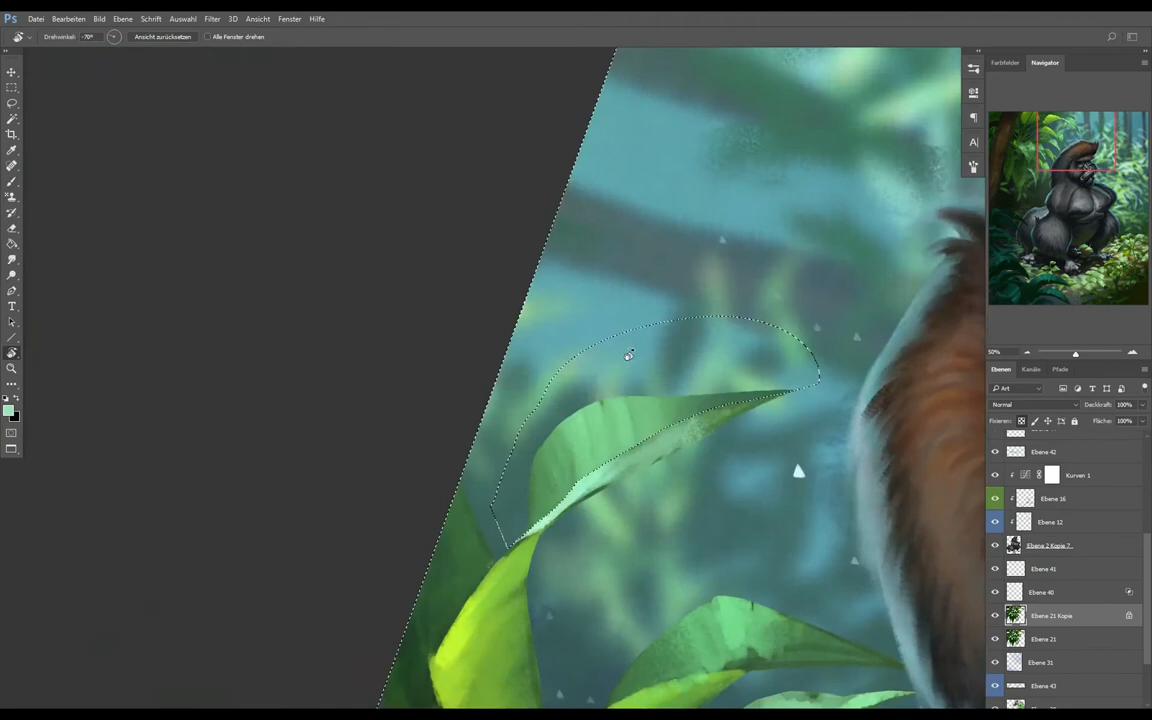 Ps Datei Bearbeiten Bild Ebene Schrift Auswahl Filter 3D Ansicht Fenster Hilfe
Drehwinkel: -70° Ansicht zurücksetzen Alle Fenster drehen
Farbfelder Navigator
50%
Ebenen Kanäle Pfade
Art
Normal Deckkraft: 100%
Fixieren: Fläche: 100%
Ebene 42
Kurven 1
Ebene 16
Ebene 12
Ebene 2 Kopie 7
Ebene 41
Ebene 40
Ebene 21 Kopie
Ebene 21
Ebene 31
Ebene 43